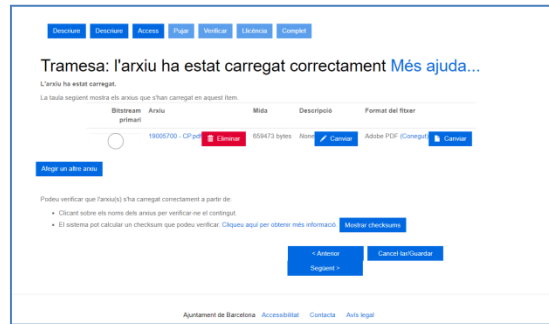 Descriure Descriure Access Pujar Verificar Llicència Complet
Tramesa: l'arxiu ha estat carregat correctament Més ajuda...
L'arxiu ha estat carregat.
La taula següent mostra els arxius que s'han carregat en aquest ítem.
Bitstream primari Arxiu Mida Descripció Format del fitxer
19005700 - CP.pdf Eliminar 659473 bytes None Canviar Adobe PDF (Conegut) Canviar
Afegir un altre arxiu
Podeu verificar que l'arxiu(s) s'ha carregat correctament a partir de:
Clicant sobre els noms dels arxius per verificar-ne el contingut.
El sistema pot calcular un checksum que podeu verificar. Cliqueu aquí per obtenir més informació. Mostrar checksums
< Anterior Cancel·lar/Guardar
Següent >
Ajuntament de Barcelona Accessibilitat Contacta Avís legal